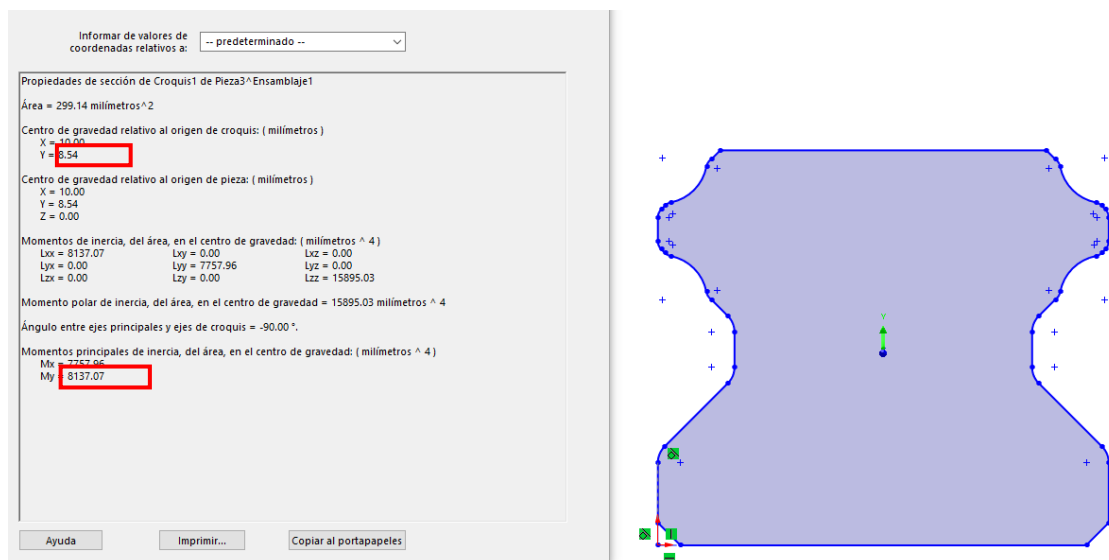 Informar de valores de
coordenadas relativos a:
-- predeterminado --
Propiedades de sección de Croquis1 de Pieza3^Ensamblaje1
Área = 299.14 milímetros^2
Centro de gravedad relativo al origen de croquis: ( milímetros )
X = 10.00
Y = 8.54
Centro de gravedad relativo al origen de pieza: ( milímetros )
X = 10.00
Y = 8.54
Z = 0.00
Momentos de inercia, del área, en el centro de gravedad: ( milímetros ^ 4 )
Lxx = 8137.07 Lxy = 0.00 Lxz = 0.00
Lyx = 0.00 Lyy = 7757.96 Lyz = 0.00
Lzx = 0.00 Lzy = 0.00 Lzz = 15895.03
Momento polar de inercia, del área, en el centro de gravedad = 15895.03 milímetros ^ 4
Ángulo entre ejes principales y ejes de croquis = -90.00 °.
Momentos principales de inercia, del área, en el centro de gravedad: ( milímetros ^ 4 )
Mx = 7757.96
My = 8137.07
Ayuda
Imprimir...
Copiar al portapapeles
Y